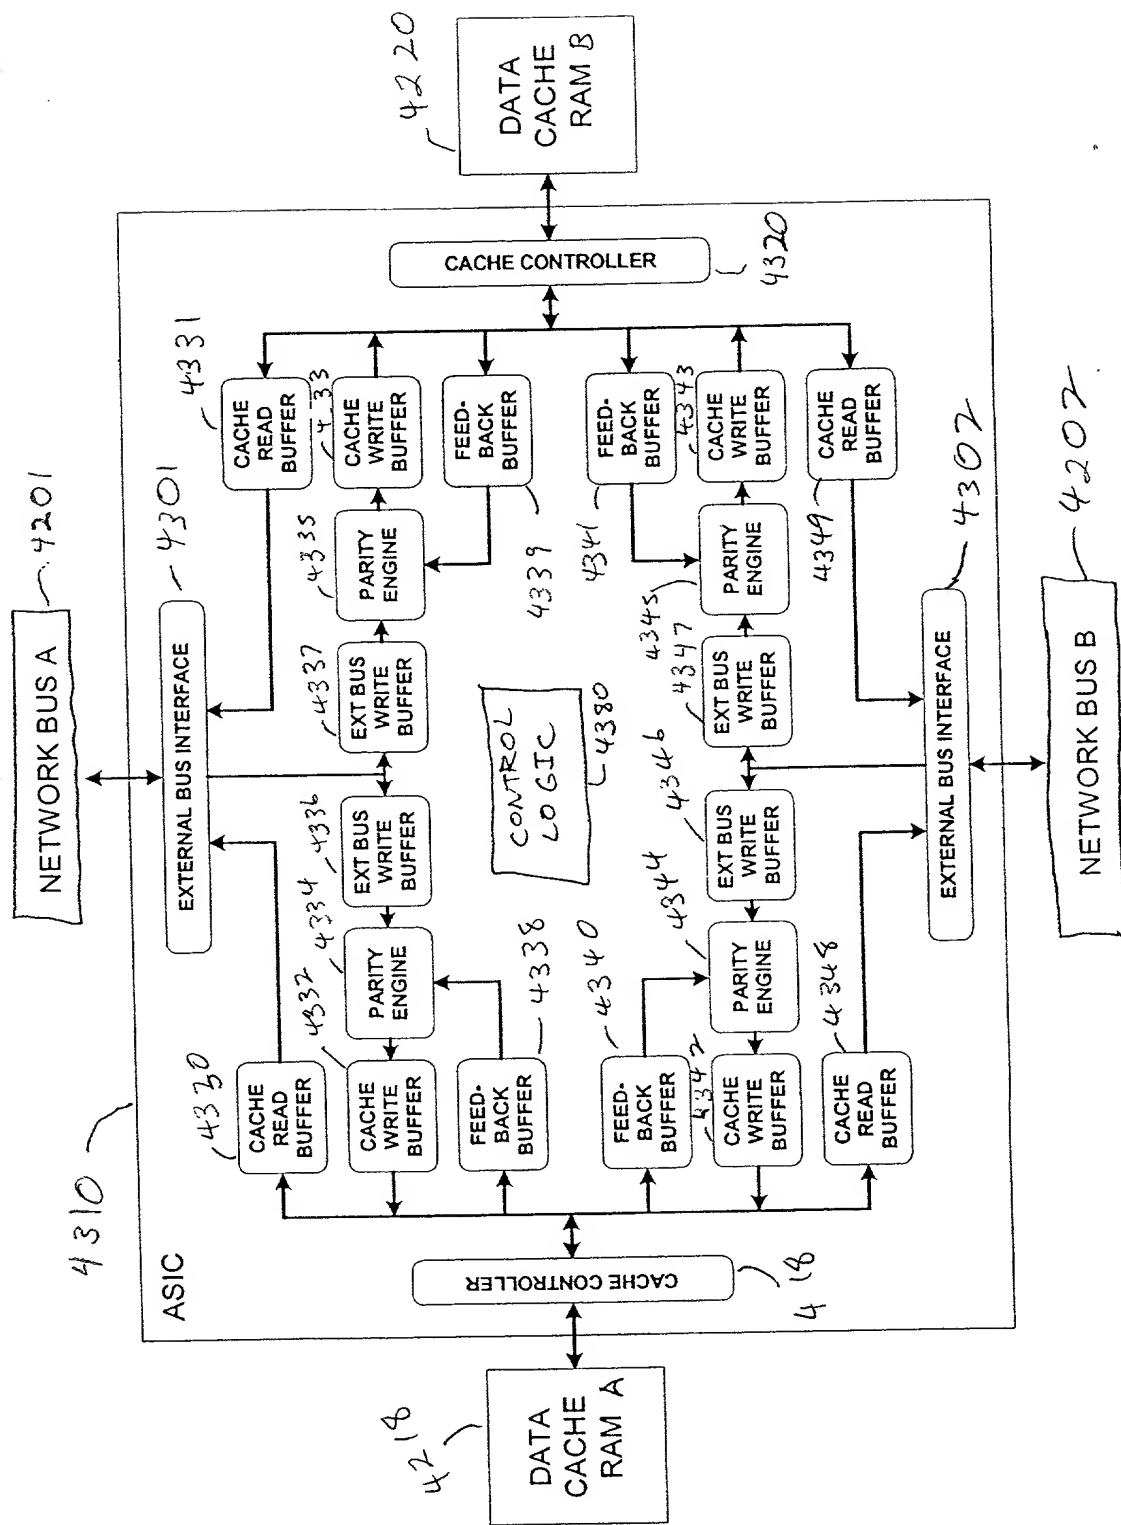 4310
ASIC
NETWORK BUS A
4201
EXTERNAL BUS INTERFACE
4301
4330
CACHE
READ
BUFFER
4331
CACHE
READ
BUFFER
4332
CACHE
WRITE
BUFFER
4334
PARITY
ENGINE
4336
EXT BUS
WRITE
BUFFER
4337
EXT BUS
WRITE
BUFFER
4335
PARITY
ENGINE
4333
CACHE
WRITE
BUFFER
FEED-
BACK
BUFFER
4338
CONTROL
LOGIC
4380
FEED-
BACK
BUFFER
4339
4218
DATA
CACHE
RAM A
CACHE CONTROLLER
4318
CACHE CONTROLLER
4320
4220
DATA
CACHE
RAM B
4340
FEED-
BACK
BUFFER
4341
FEED-
BACK
BUFFER
4342
CACHE
WRITE
BUFFER
4344
PARITY
ENGINE
4346
EXT BUS
WRITE
BUFFER
4347
EXT BUS
WRITE
BUFFER
4345
PARITY
ENGINE
4343
CACHE
WRITE
BUFFER
4348
CACHE
READ
BUFFER
4349
CACHE
READ
BUFFER
EXTERNAL BUS INTERFACE
4302
NETWORK BUS B
4202